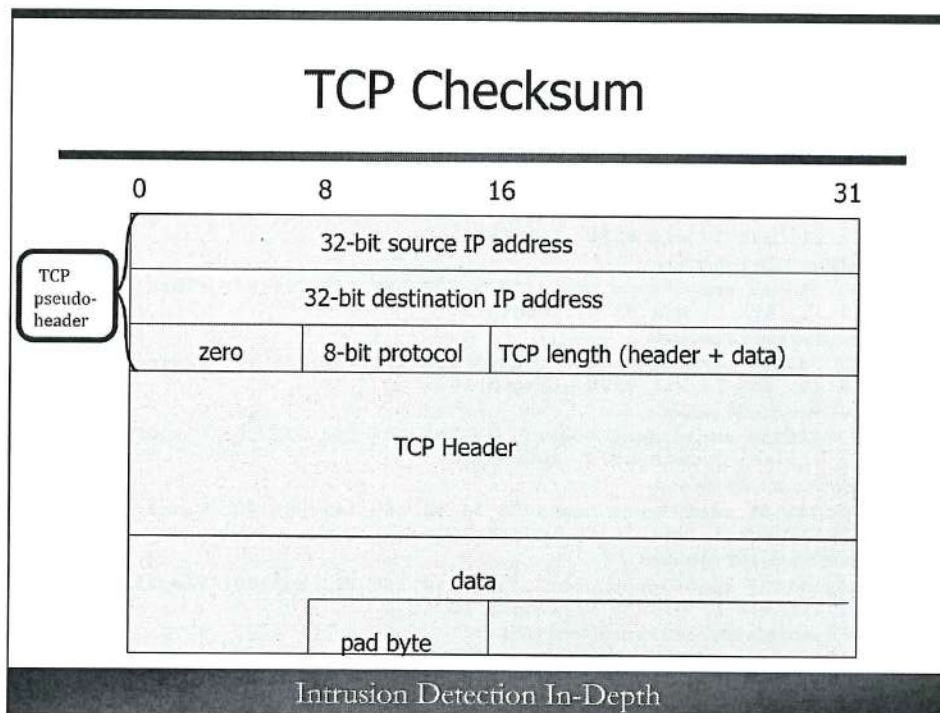 TCP Checksum
0 8 16 31
TCP
pseudo-
header
32-bit source IP address
32-bit destination IP address
zero 8-bit protocol TCP length (header + data)
TCP Header
data
pad byte
Intrusion Detection In-Depth